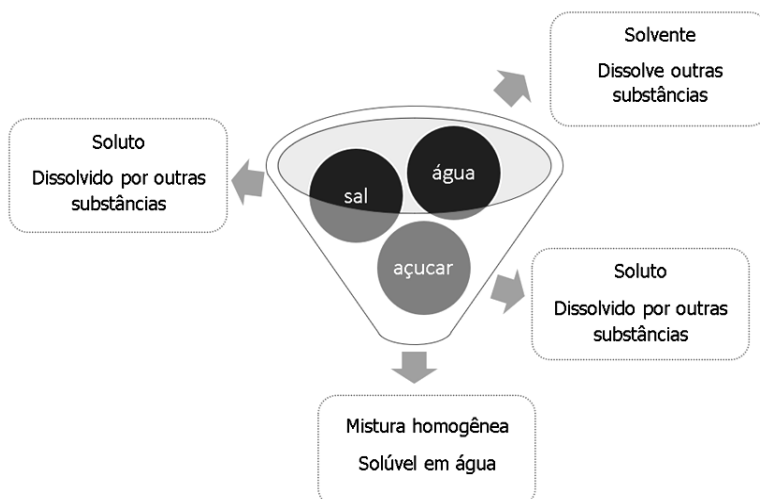 Solvente
Dissolve outras
substâncias
Soluto
Dissolvido por outras
substâncias
água
sal
açucar
Soluto
Dissolvido por outras
substâncias
Mistura homogênea
Solúvel em água